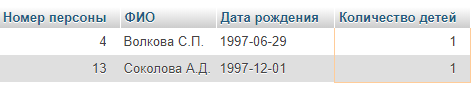 Номер персоны ФИО Дата рождения Количество детей
4 Волкова С.П. 1997-06-29 1
13 Соколова А.Д. 1997-12-01 1